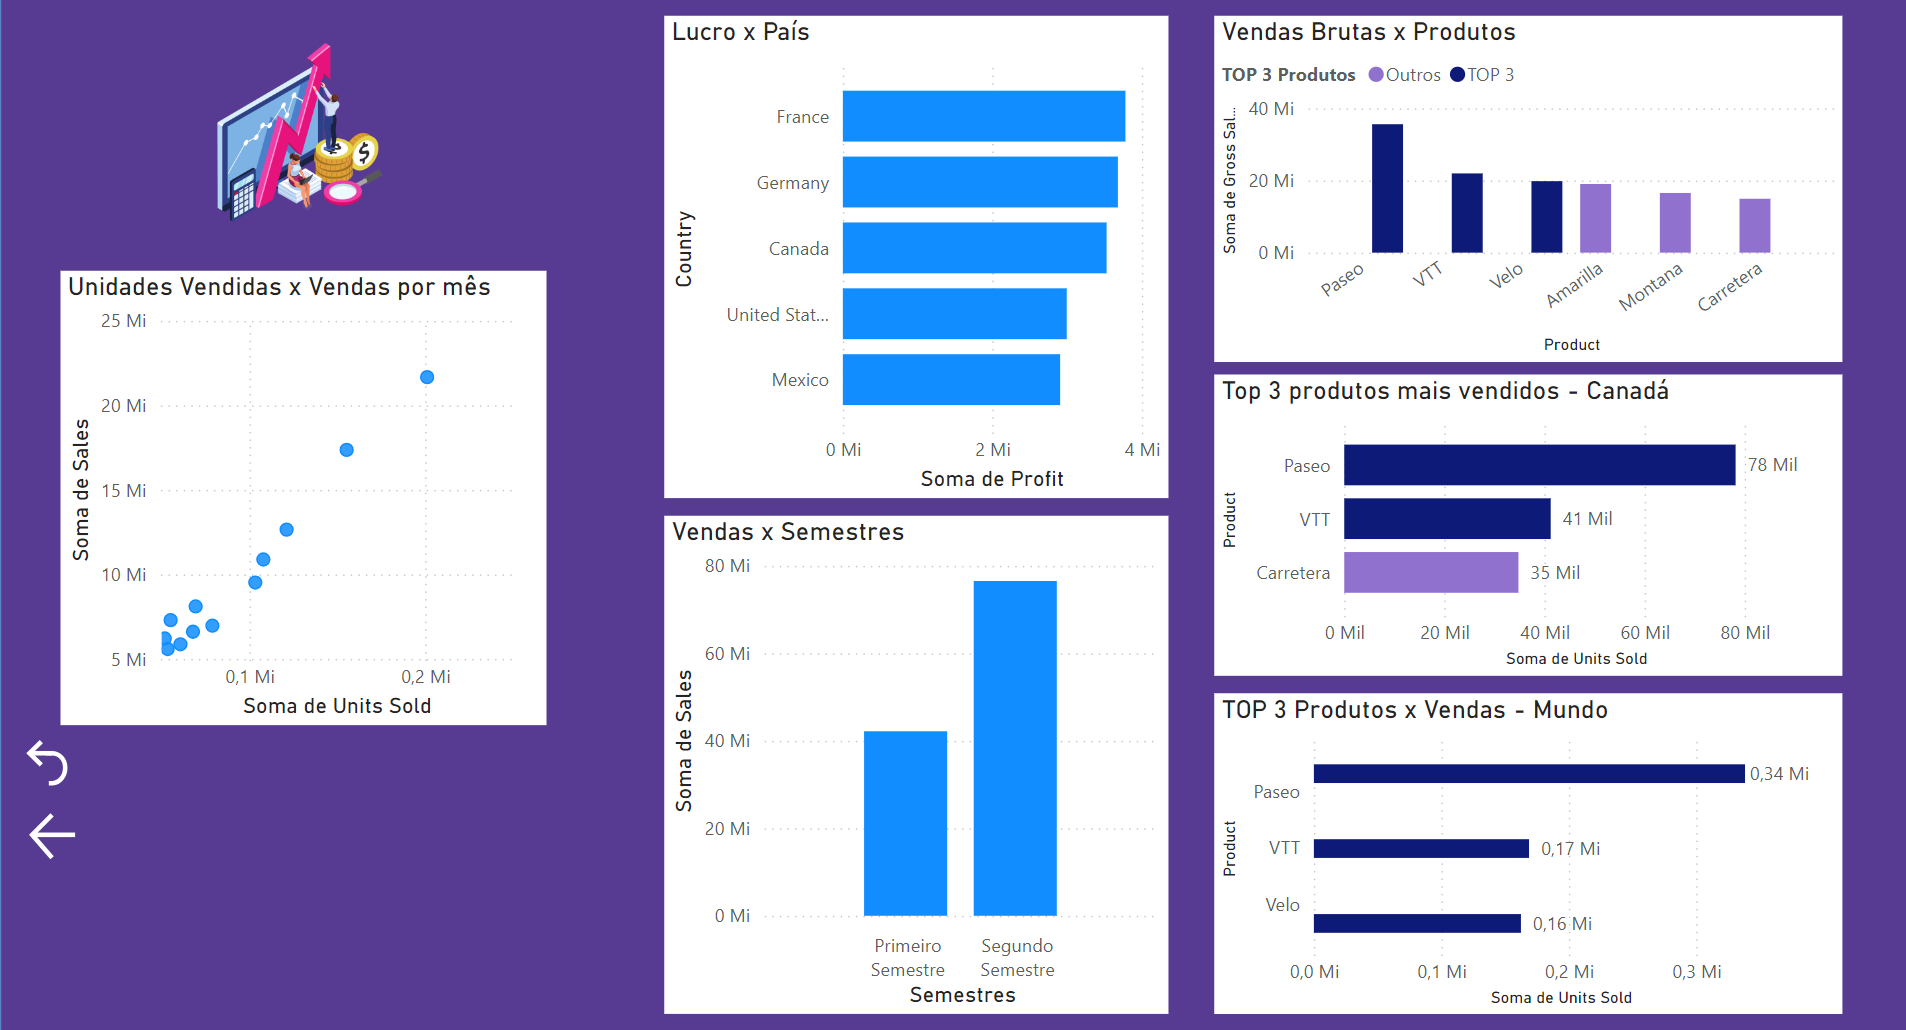 Unidades Vendidas x Vendas por mês
25 Mi
20 Mi
15 Mi
10 Mi
5 Mi
Soma de Sales
0,1 Mi 0,2 Mi
Soma de Units Sold
Lucro x País
Country
France
Germany
Canada
United Stat...
Mexico
0 Mi 2 Mi 4 Mi
Soma de Profit
Vendas x Semestres
80 Mi
60 Mi
40 Mi
20 Mi
0 Mi
Soma de Sales
Primeiro Segundo
Semestre Semestre
Semestres
Vendas Brutas x Produtos
TOP 3 Produtos Outros TOP 3
Soma de Gross Sal...
40 Mi
20 Mi
0 Mi
Paseo VTT Velo Amarilla Montana Carretera
Product
Top 3 produtos mais vendidos - Canadá
Product
Paseo 78 Mil
VTT 41 Mil
Carretera 35 Mil
0 Mil 20 Mil 40 Mil 60 Mil 80 Mil
Soma de Units Sold
TOP 3 Produtos x Vendas - Mundo
Product
Paseo 0,34 Mi
VTT 0,17 Mi
Velo 0,16 Mi
0,0 Mi 0,1 Mi 0,2 Mi 0,3 Mi
Soma de Units Sold